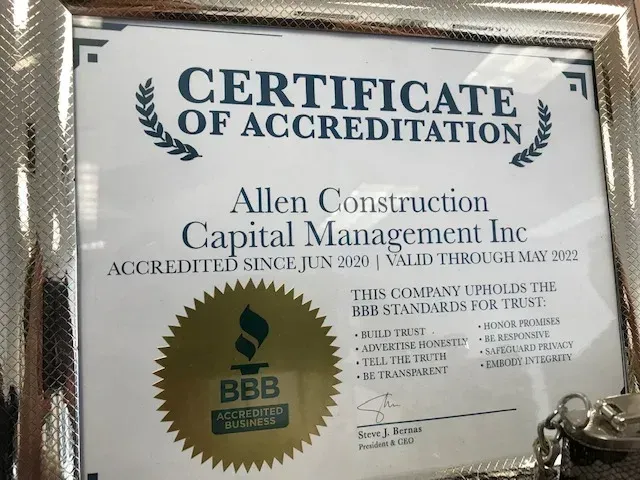 CERTIFICATE
OF ACCREDITATION
Allen Construction
Capital Management Inc
ACCREDITED SINCE JUN 2020 | VALID THROUGH MAY 2022
THIS COMPANY UPHOLDS THE
BBB STANDARDS FOR TRUST:
• BUILD TRUST
• ADVERTISE HONESTLY
• TELL THE TRUTH
• BE TRANSPARENT
• HONOR PROMISES
• BE RESPONSIVE
• SAFEGUARD PRIVACY
• EMBODY INTEGRITY
BBB
ACCREDITED
BUSINESS
Steve J. Bernas
President & CEO